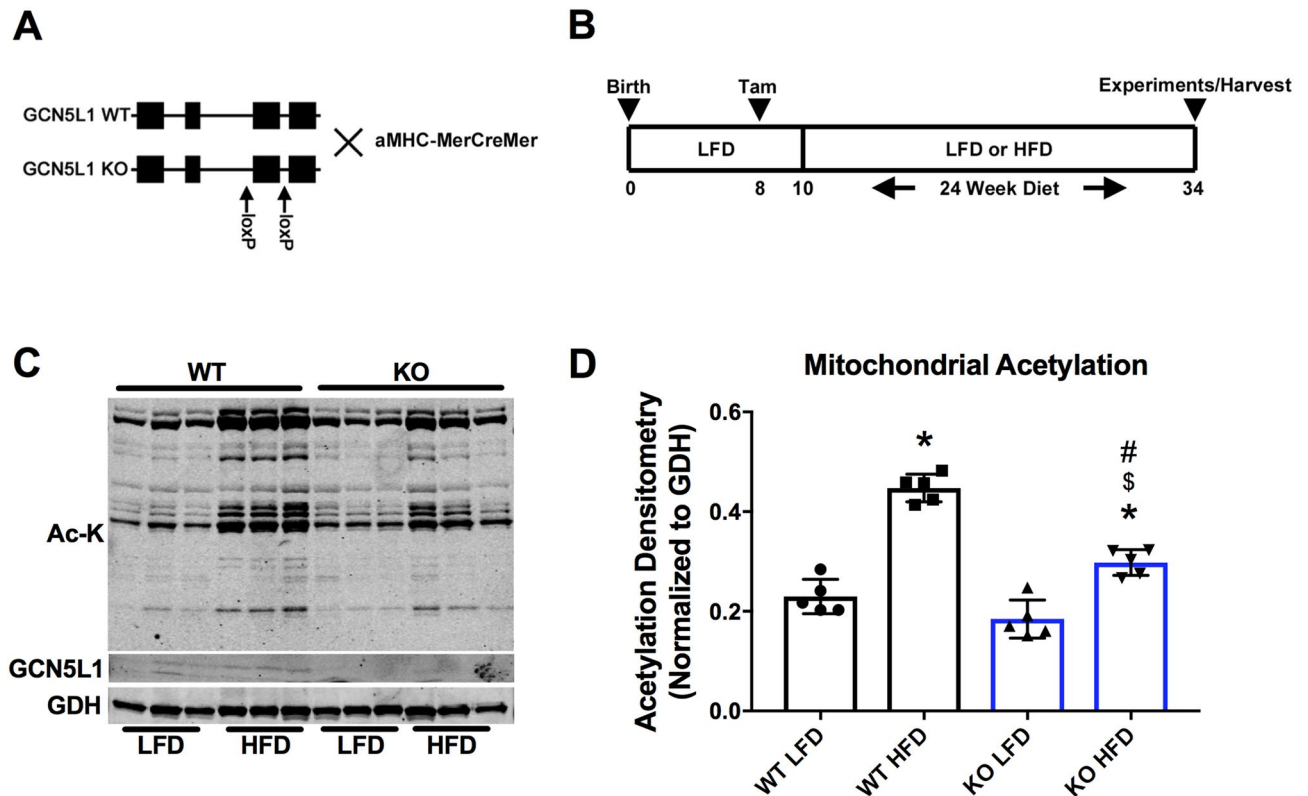 A
GCN5L1 WT
GCN5L1 KO
aMHC-MerCreMer
loxP
loxP
B
Birth
Tam
Experiments/Harvest
LFD
LFD or HFD
0
8
10
24 Week Diet
34
C
WT
KO
Ac-K
GCN5L1
GDH
LFD
HFD
LFD
HFD
D
Mitochondrial Acetylation
Acetylation Densitometry
(Normalized to GDH)
0.6
0.4
0.2
0.0
*
#
$
*
WT LFD
WT HFD
KO LFD
KO HFD